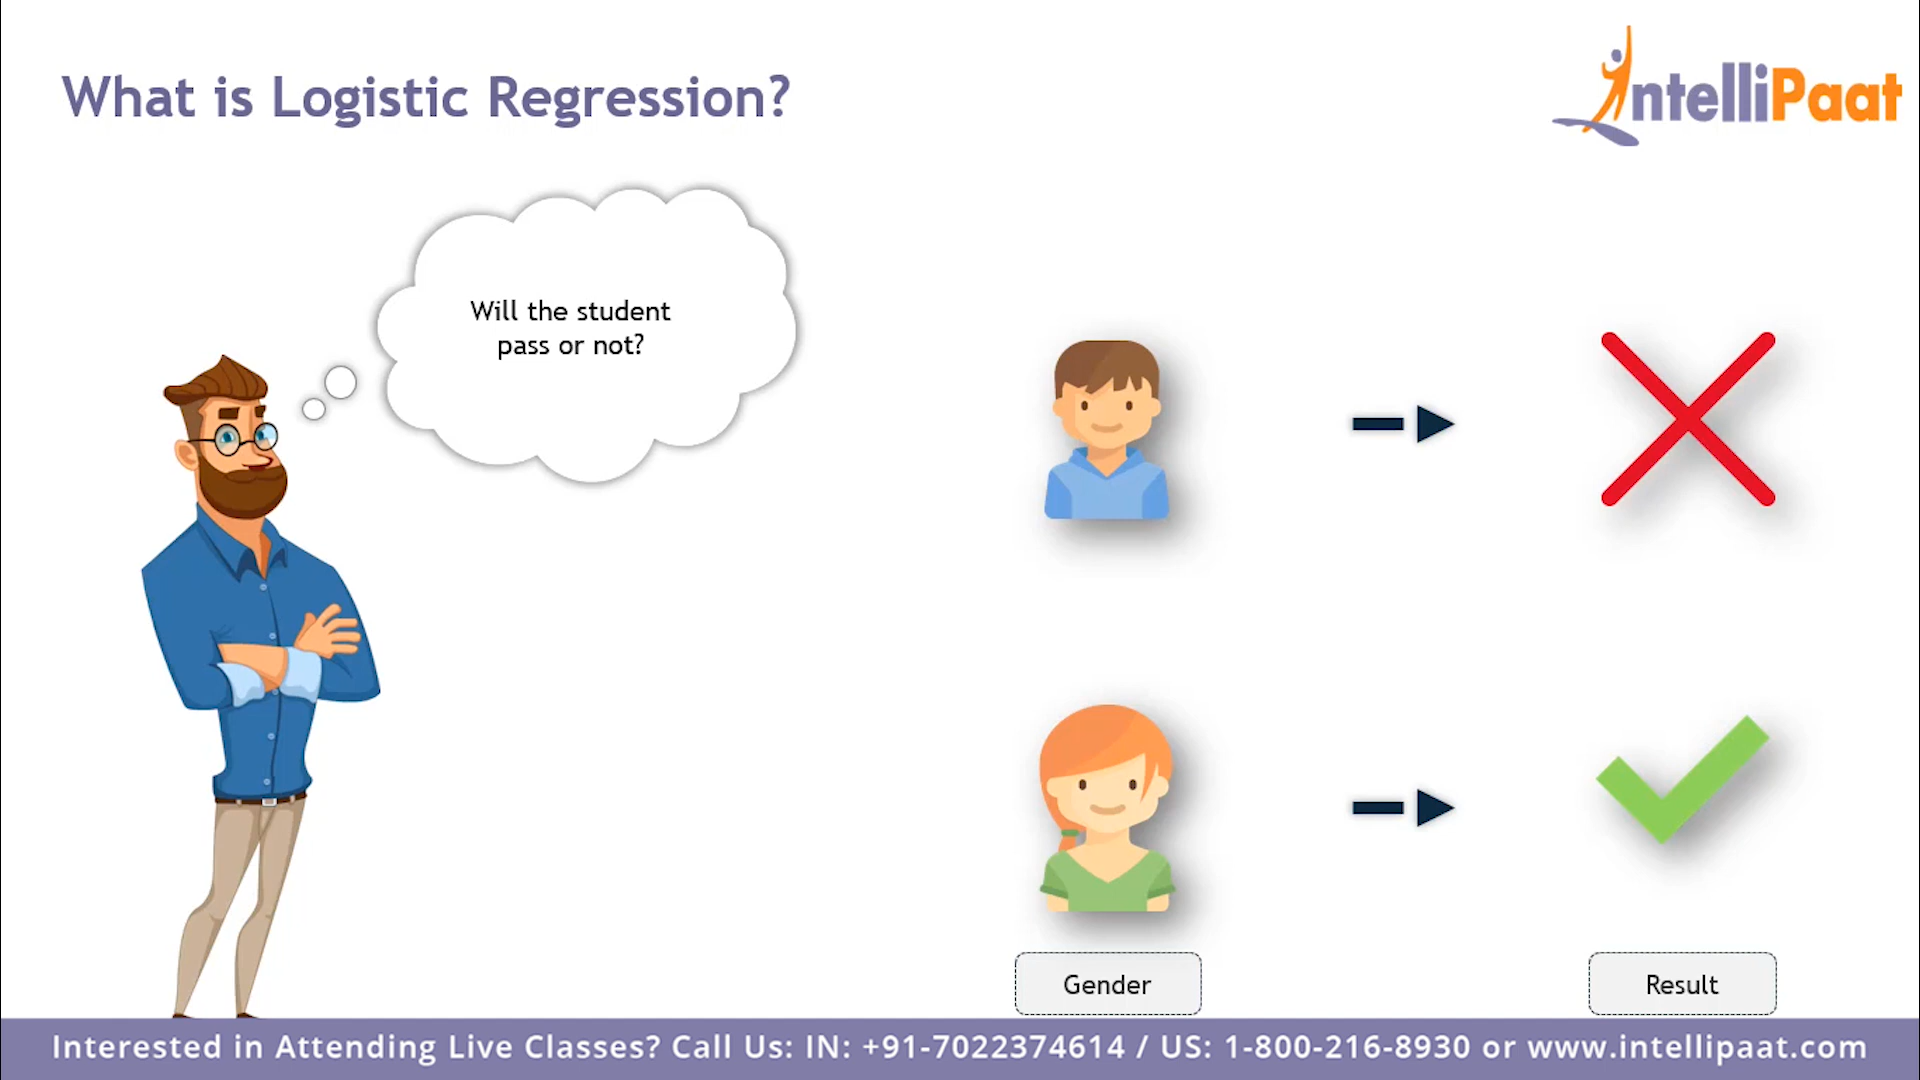 What is Logistic Regression?
IntelliPaat
Will the student
pass or not?
Gender
Result
Interested in Attending Live Classes? Call Us: IN: +91-7022374614 / US: 1-800-216-8930 or www.intellipaat.com